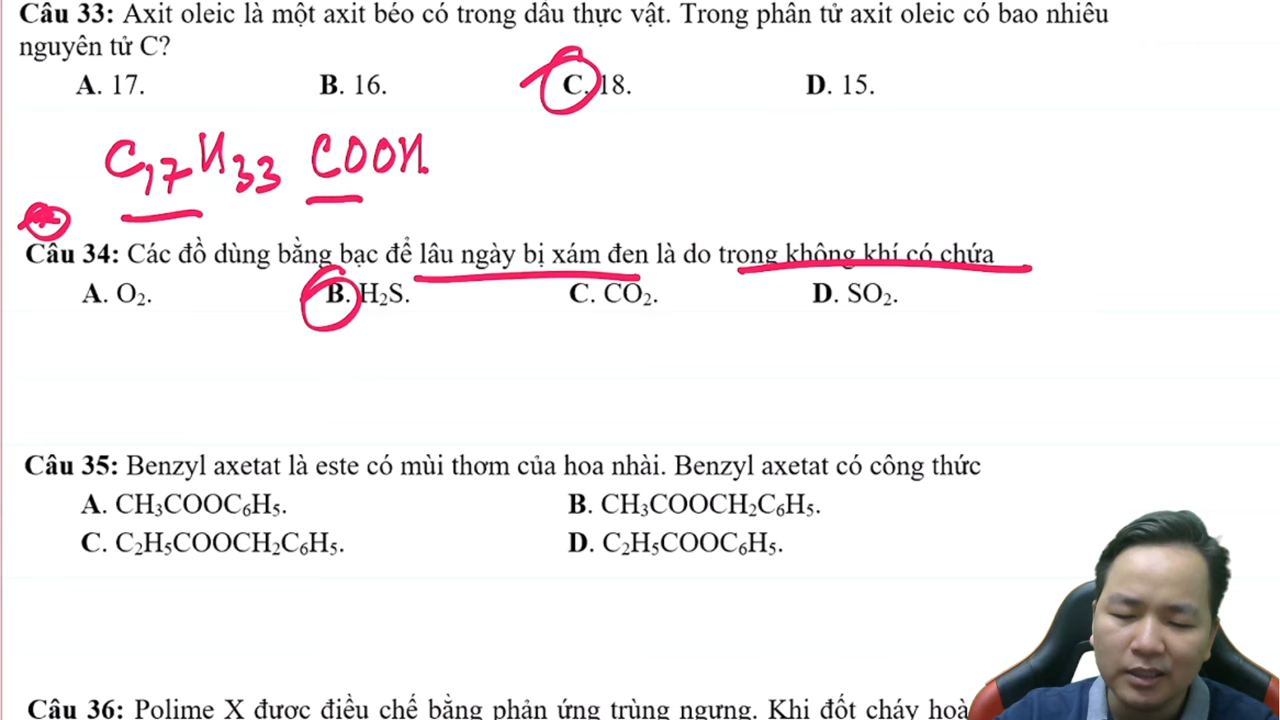 Câu 33: Axit oleic là một axit béo có trong dầu thực vật. Trong phân tử axit oleic có bao nhiêu
nguyên tử C?
A. 17. B. 16. C. 18. D. 15.
C₁₇H₃₃COOH
Câu 34: Các đồ dùng bằng bạc để lâu ngày bị xám đen là do trong không khí có chứa
A. O₂. B. H₂S. C. CO₂. D. SO₂.
Câu 35: Benzyl axetat là este có mùi thơm của hoa nhài. Benzyl axetat có công thức
A. CH₃COOC₆H₅. B. CH₃COOCH₂C₆H₅.
C. C₂H₅COOCH₂C₆H₅. D. C₂H₅COOC₆H₅.
Câu 36: Polime X được điều chế bằng phản ứng trùng ngưng. Khi đốt cháy hoà